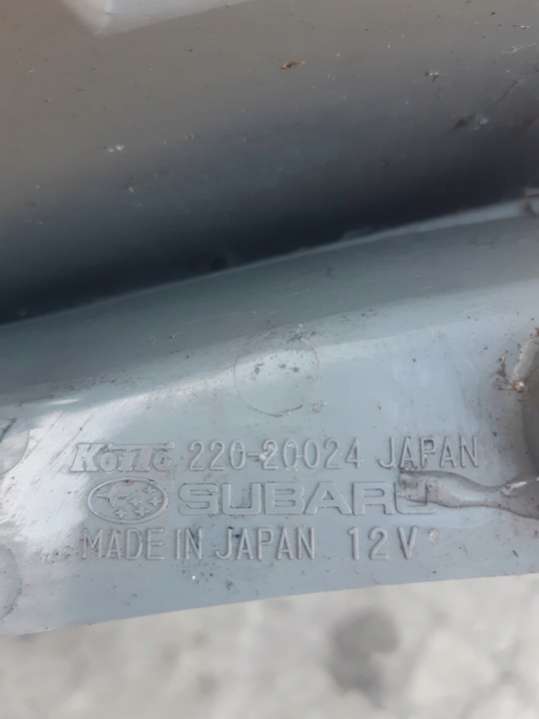 KOITO 220-20024 JAPAN
SUBARU
MADE IN JAPAN 12V